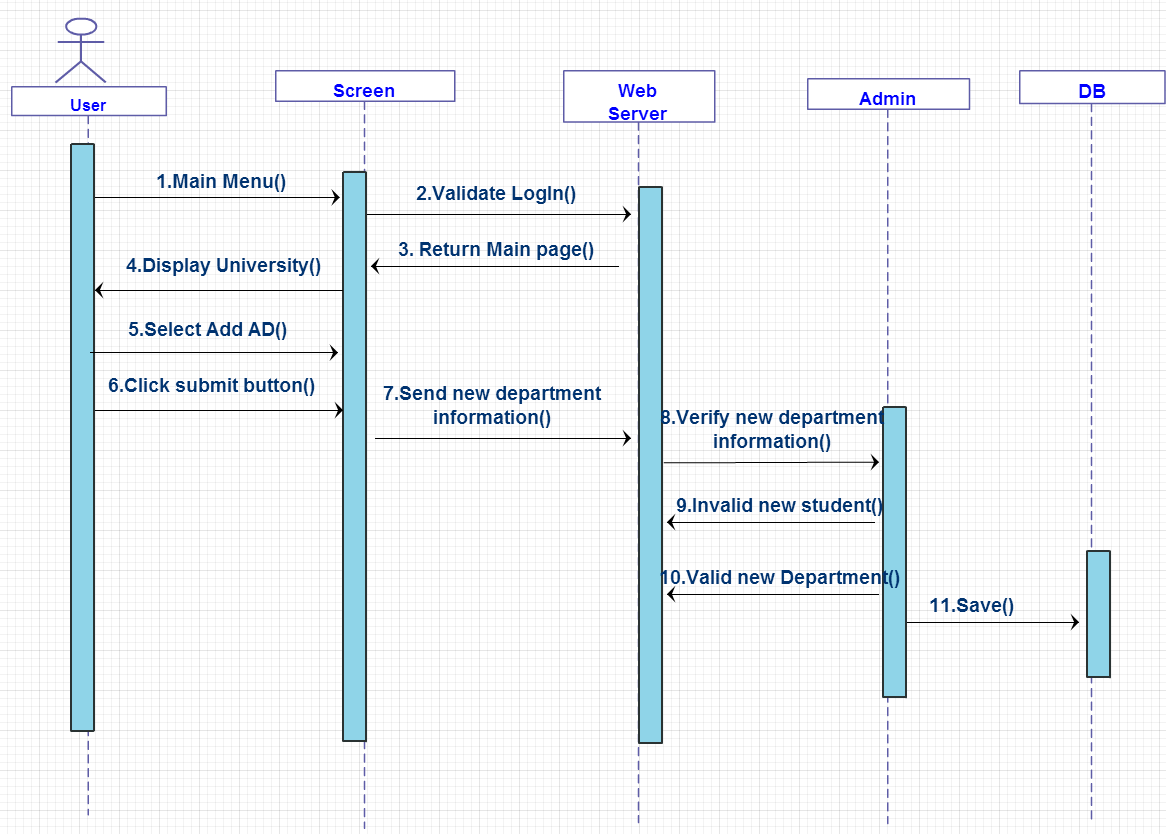 User
Screen
Web
Server
Admin
DB
1.Main Menu()
2.Validate LogIn()
3. Return Main page()
4.Display University()
5.Select Add AD()
6.Click submit button()
7.Send new department
information()
8.Verify new department
information()
9.Invalid new student()
10.Valid new Department()
11.Save()